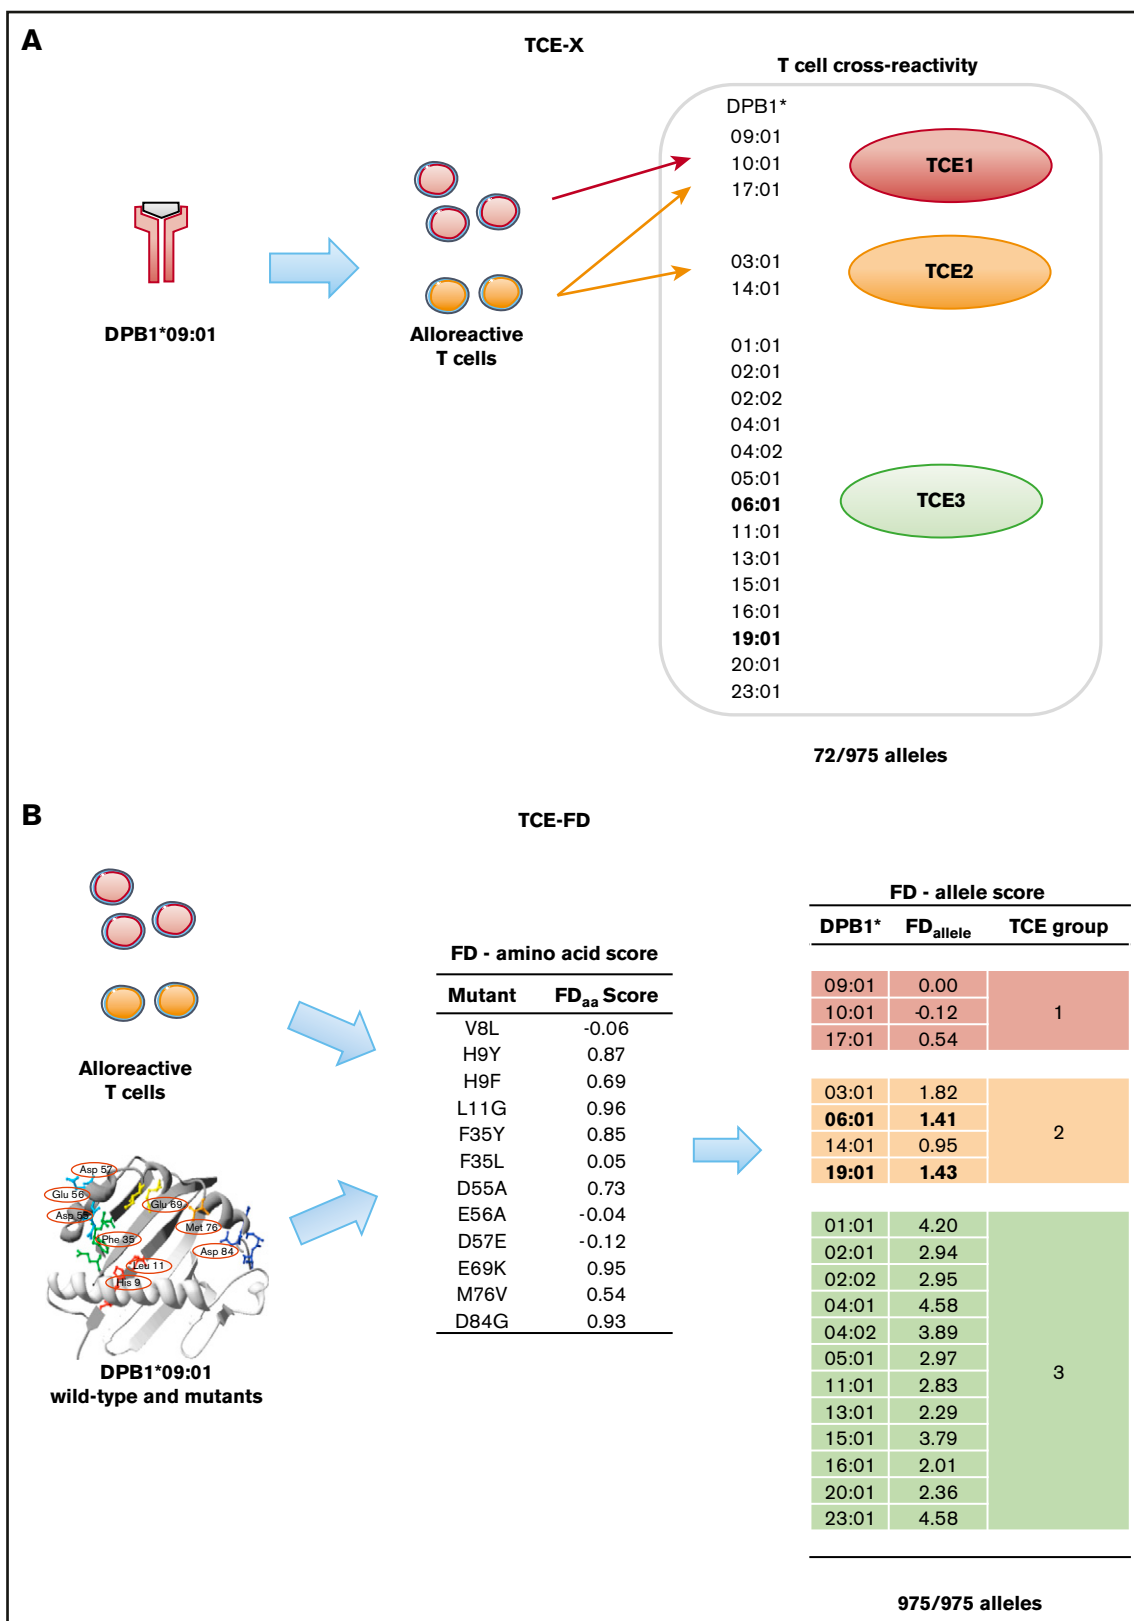 A
TCE-X
T cell cross-reactivity
DPB1*
09:01
10:01
17:01
TCE1
03:01
14:01
TCE2
DPB1*09:01
Alloreactive
T cells
01:01
02:01
02:02
04:01
04:02
05:01
06:01
11:01
13:01
15:01
16:01
19:01
20:01
23:01
TCE3
72/975 alleles
B
TCE-FD
Alloreactive
T cells
Asp 57
Glu 56
Asp 55
Phe 35
Glu 69
Met 76
Asp 84
Leu 11
His 9
DPB1*09:01
wild-type and mutants
FD - amino acid score
Mutant FDaa Score
V8L -0.06
H9Y 0.87
H9F 0.69
L11G 0.96
F35Y 0.85
F35L 0.05
D55A 0.73
E56A -0.04
D57E -0.12
E69K 0.95
M76V 0.54
D84G 0.93
FD - allele score
DPB1* FDallele TCE group
09:01 0.00
10:01 -0.12 1
17:01 0.54
03:01 1.82
06:01 1.41
2
14:01 0.95
19:01 1.43
01:01 4.20
02:01 2.94
02:02 2.95
04:01 4.58
04:02 3.89
05:01 2.97
3
11:01 2.83
13:01 2.29
15:01 3.79
16:01 2.01
20:01 2.36
23:01 4.58
975/975 alleles